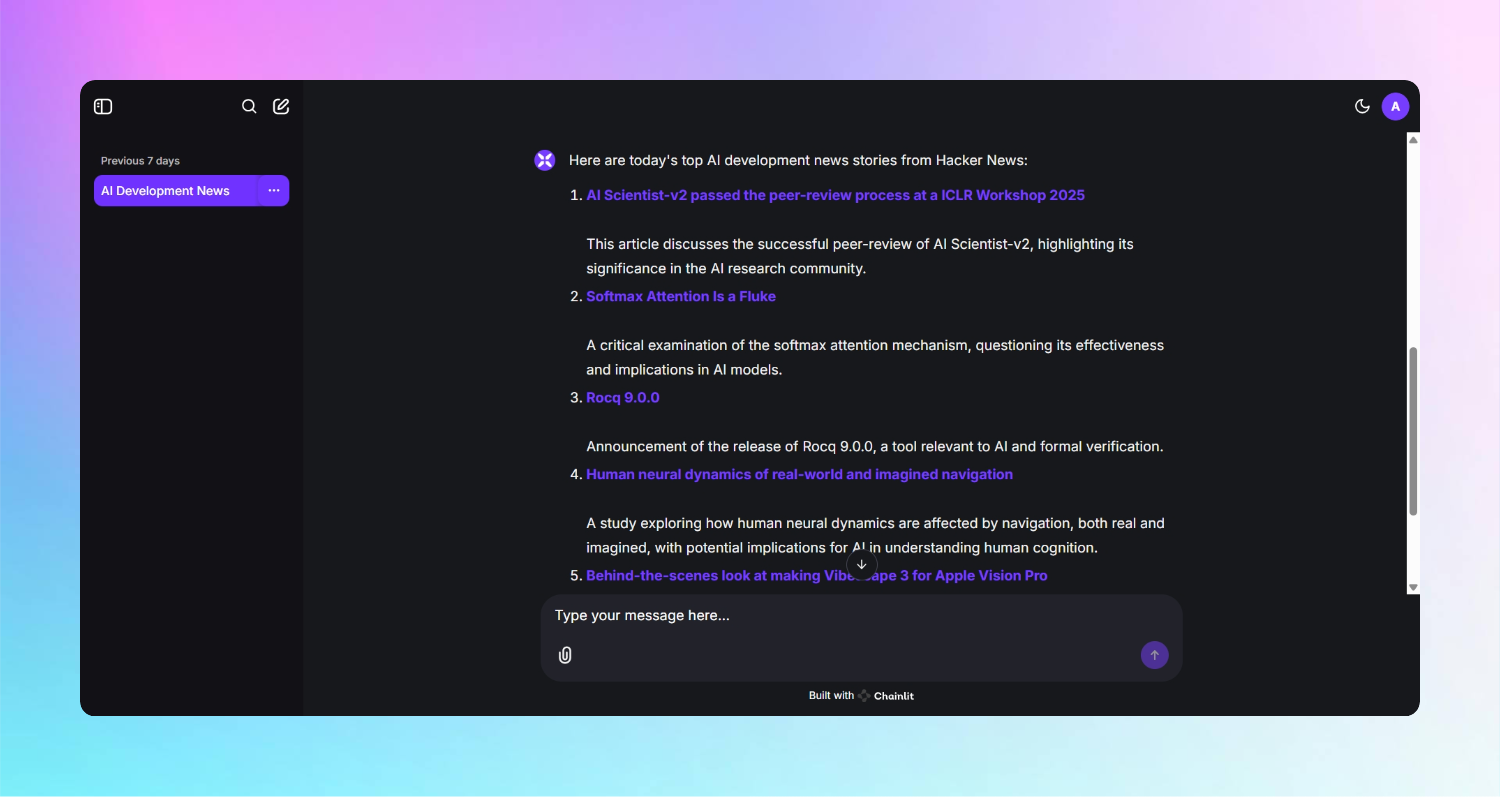 Previous 7 days
AI Development News
A
Here are today's top AI development news stories from Hacker News:
1. AI Scientist-v2 passed the peer-review process at a ICLR Workshop 2025
This article discusses the successful peer-review of AI Scientist-v2, highlighting its
significance in the AI research community.
2. Softmax Attention Is a Fluke
A critical examination of the softmax attention mechanism, questioning its effectiveness
and implications in AI models.
3. Rocq 9.0.0
Announcement of the release of Rocq 9.0.0, a tool relevant to AI and formal verification.
4. Human neural dynamics of real-world and imagined navigation
A study exploring how human neural dynamics are affected by navigation, both real and
imagined, with potential implications for AI in understanding human cognition.
5. Behind-the-scenes look at making 3 for Apple Vision Pro
Type your message here...
Built with Chainlit